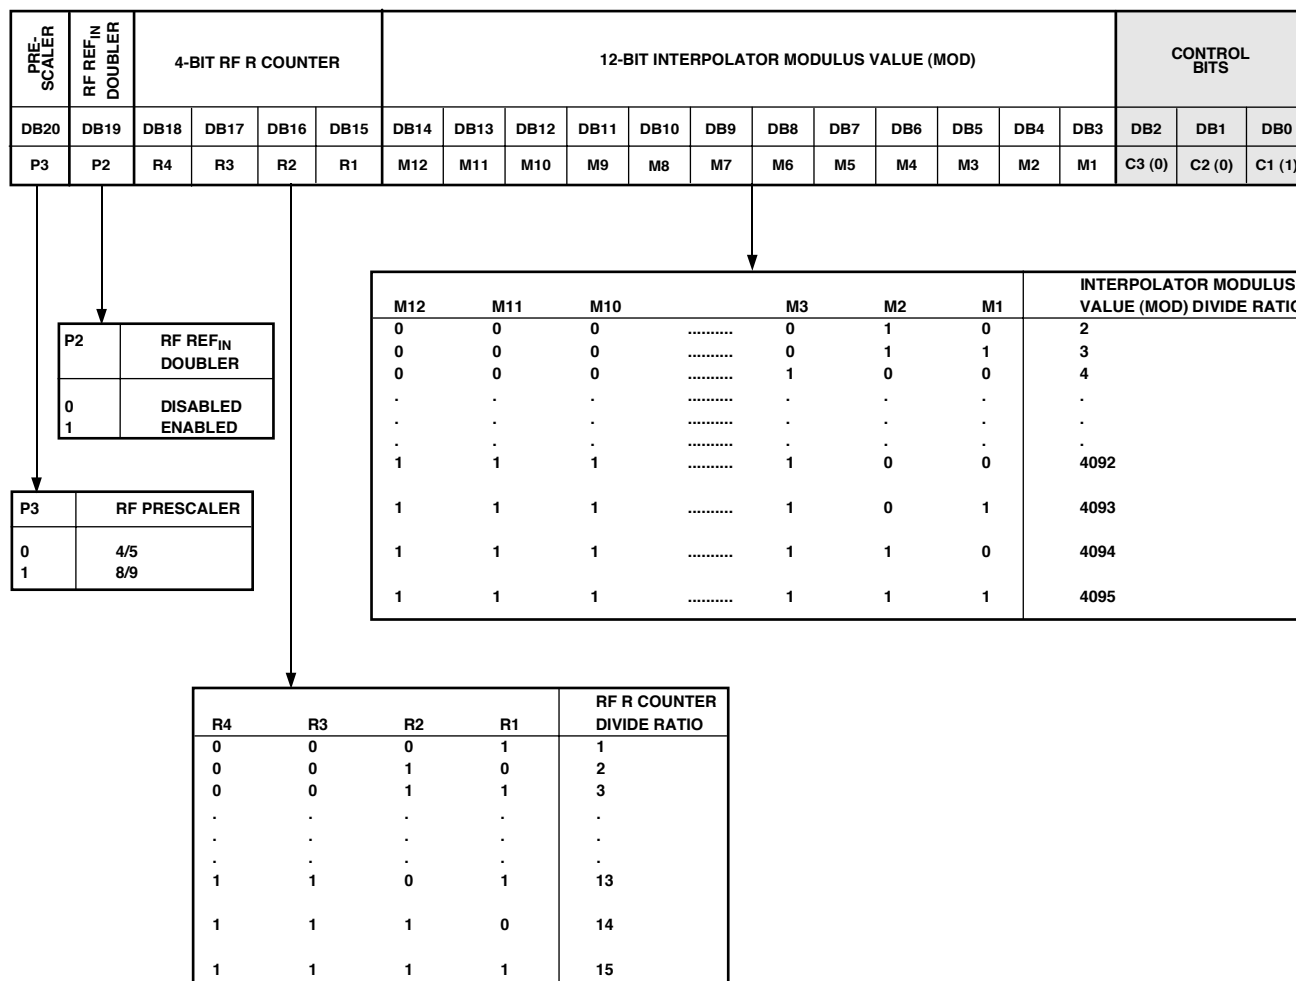 PRE-
SCALER
RF REFIN
DOUBLER
4-BIT RF R COUNTER
12-BIT INTERPOLATOR MODULUS VALUE (MOD)
CONTROL
BITS
DB20 DB19 DB18 DB17 DB16 DB15 DB14 DB13 DB12 DB11 DB10 DB9 DB8 DB7 DB6 DB5 DB4 DB3 DB2 DB1 DB0
P3 P2 R4 R3 R2 R1 M12 M11 M10 M9 M8 M7 M6 M5 M4 M3 M2 M1 C3 (0) C2 (0) C1 (1)
INTERPOLATOR MODULUS
M12 M11 M10 M3 M2 M1 VALUE (MOD) DIVIDE RATIO
0 0 0 .......... 0 1 0 2
0 0 0 .......... 0 1 1 3
0 0 0 .......... 1 0 0 4
. . . .......... . . . .
. . . .......... . . . .
. . . .......... . . . .
1 1 1 .......... 1 0 0 4092
1 1 1 .......... 1 0 1 4093
1 1 1 .......... 1 1 0 4094
1 1 1 .......... 1 1 1 4095
P2 RF REFIN
DOUBLER
0 DISABLED
1 ENABLED
P3 RF PRESCALER
0 4/5
1 8/9
RF R COUNTER
R4 R3 R2 R1 DIVIDE RATIO
0 0 0 1 1
0 0 1 0 2
0 0 1 1 3
. . . . .
. . . . .
. . . . .
1 1 0 1 13
1 1 1 0 14
1 1 1 1 15